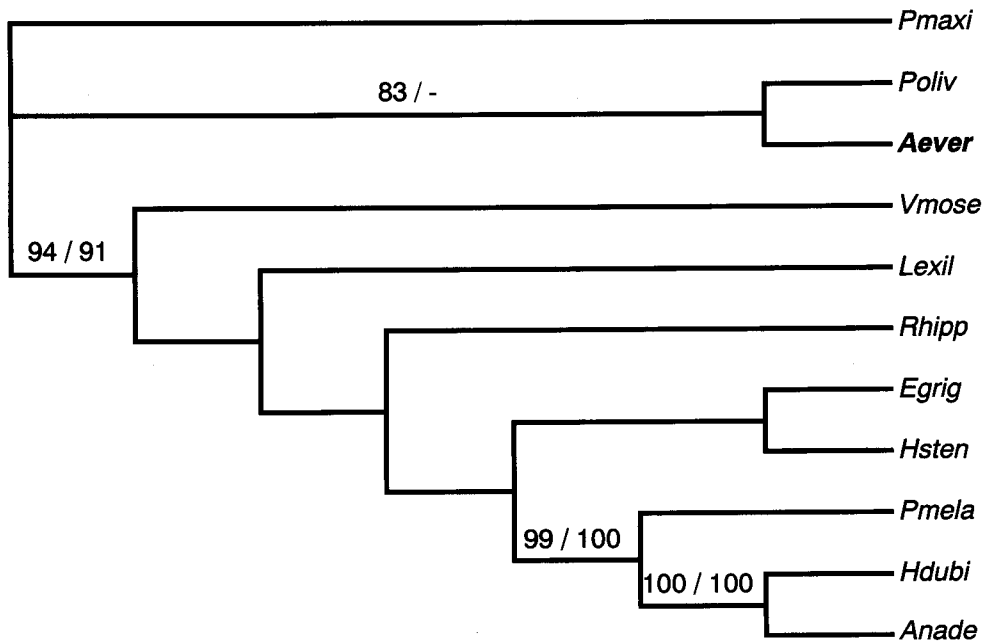 Pmaxi
83 / -
Poliv
Aever
Vmose
94 / 91
Lexil
Rhipp
Egrig
Hsten
Pmela
99 / 100
Hdubi
100 / 100
Anade